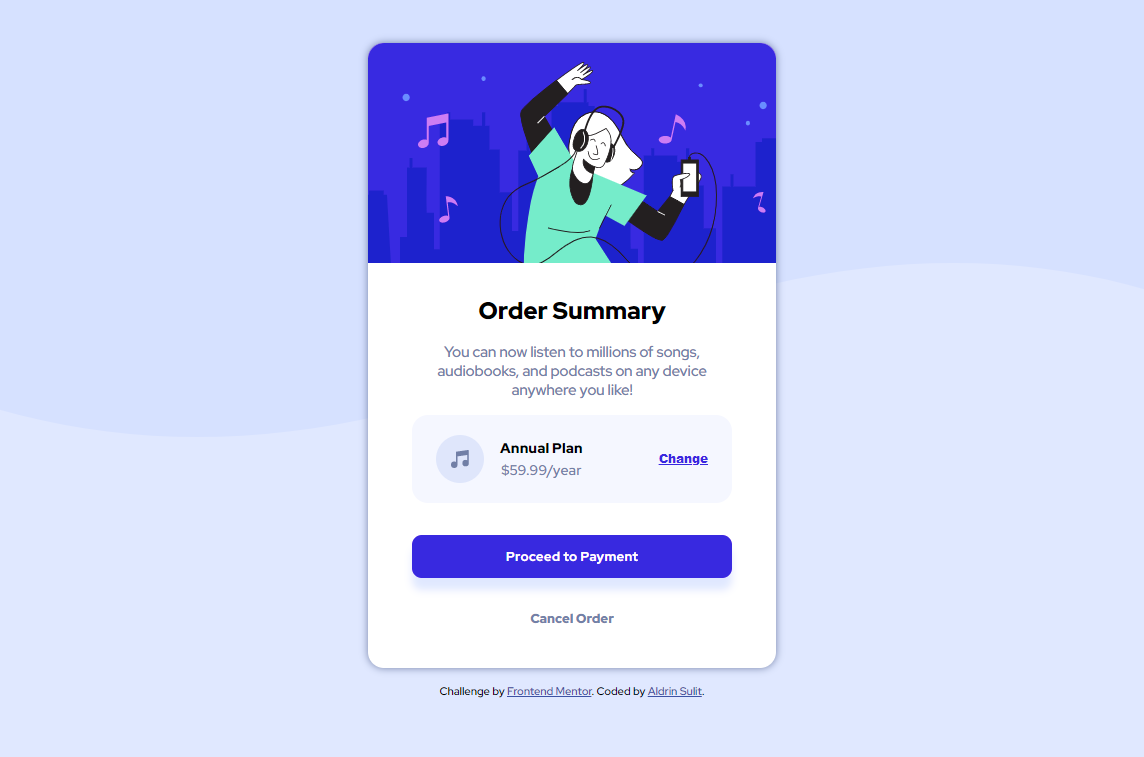 Order Summary
You can now listen to millions of songs,
audiobooks, and podcasts on any device
anywhere you like!
Annual Plan
$59.99/year
Change
Proceed to Payment
Cancel Order
Challenge by Frontend Mentor. Coded by Aldrin Sulit.